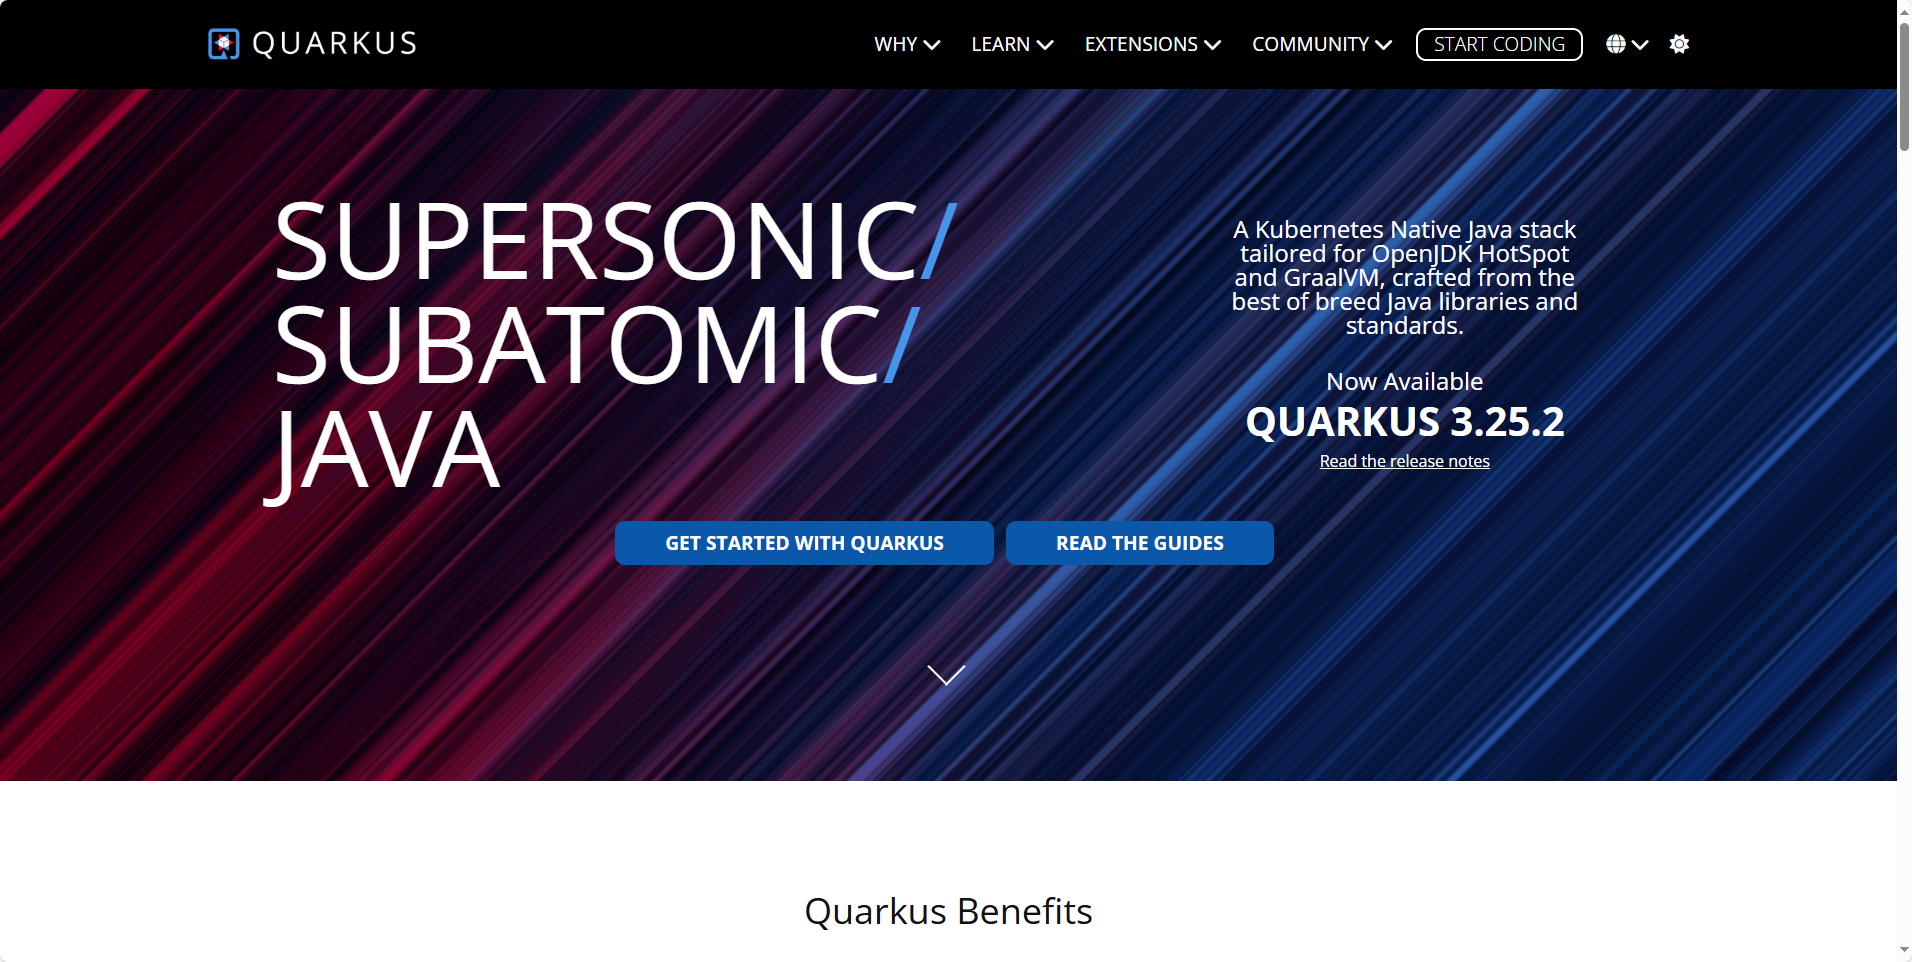 QUARKUS
WHY
LEARN
EXTENSIONS
COMMUNITY
START CODING
SUPERSONIC/
SUBATOMIC/
JAVA
A Kubernetes Native Java stack
tailored for OpenJDK HotSpot
and GraalVM, crafted from the
best of breed Java libraries and
standards.
Now Available
QUARKUS 3.25.2
Read the release notes
GET STARTED WITH QUARKUS
READ THE GUIDES
Quarkus Benefits